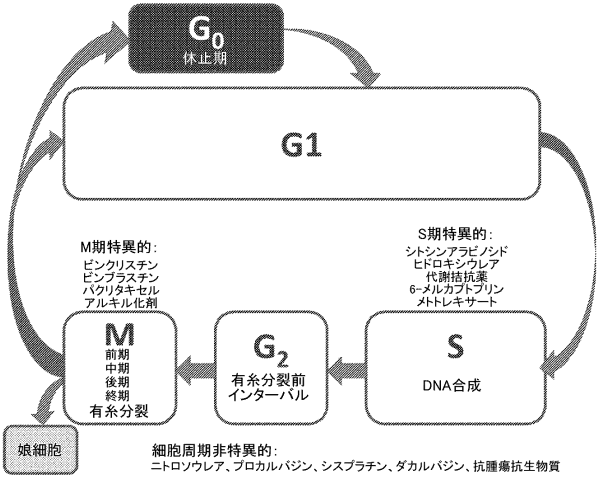 G0
休止期
G1
M期特異的：
ビンクリスチン
ビンブラスチン
パクリタキセル
アルキル化剤
S期特異的：
シトシンアラビノシド
ヒドロキシウレア
代謝拮抗薬
6-メルカプトプリン
メトトレキサート
M
前期
中期
後期
終期
有糸分裂
G2
有糸分裂前
インターバル
S
DNA合成
娘細胞
細胞周期非特異的：
ニトロソウレア、プロカルバジン、シスプラチン、ダカルバジン、抗腫瘍抗生物質